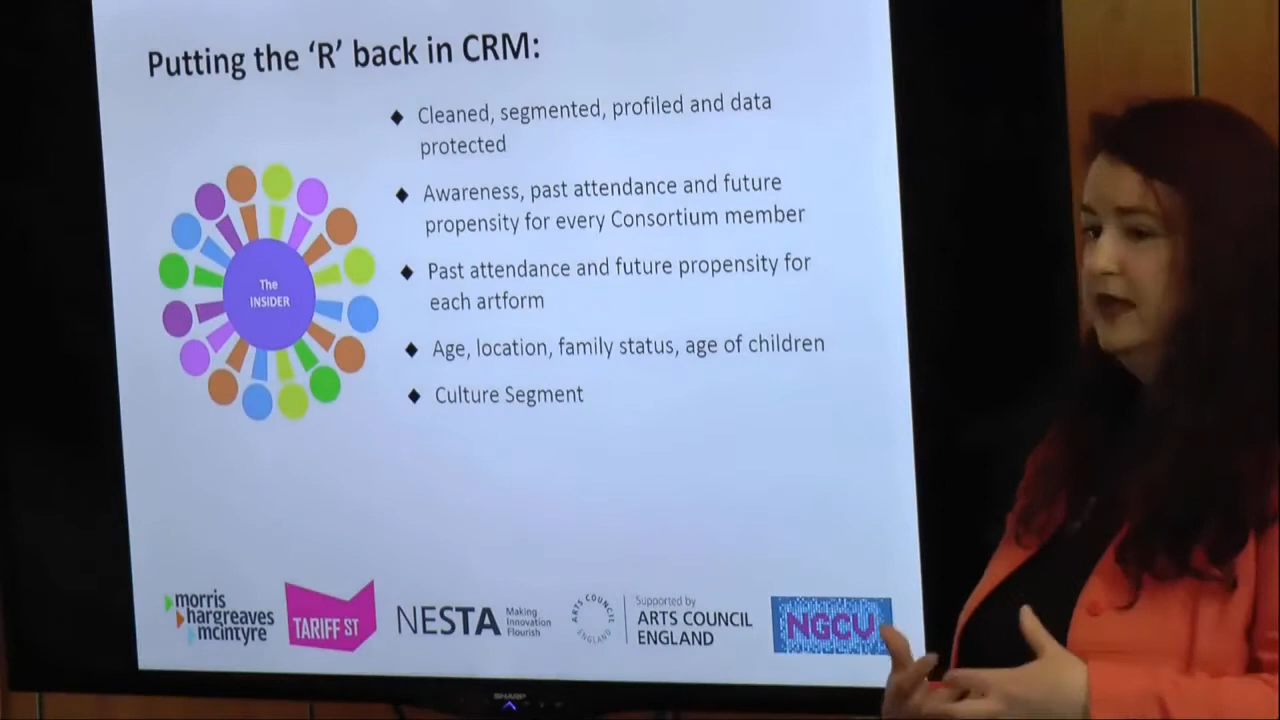 Putting the ‘R’ back in CRM:
◆ Cleaned, segmented, profiled and data
protected
◆ Awareness, past attendance and future
propensity for every Consortium member
◆ Past attendance and future propensity for
each artform
◆ Age, location, family status, age of children
◆ Culture Segment
The
INSIDER
morris
hargreaves
mcintyre
TARIFF ST
NESTA
Making
Innovation
Flourish
ARTS COUNCIL
ENGLAND
Supported by
ARTS COUNCIL
ENGLAND
NGCV
SHARP